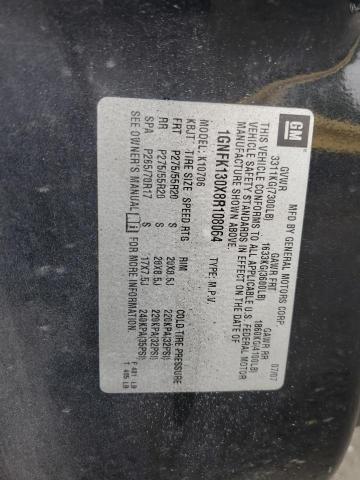 GM
MFD BY GENERAL MOTORS CORP
07/07
GVWR GAWR FRT GAWR RR
3311KG(7300LB) 1633KG(3600LB) 1860KG(4100LB)
THIS VEHICLE CONFORMS TO ALL APPLICABLE U.S. FEDERAL MOTOR
VEHICLE SAFETY STANDARDS IN EFFECT ON THE DATE OF
MANUFACTURE SHOWN ABOVE.
1GNFK130X8R108064 TYPE: M.P.V.
MODEL: K10706
KBJT TIRE SIZE SPEED RTG RIM COLD TIRE PRESSURE
FRT P275/55R20 S 20X8.5J 220KPA(32PSI)
RR P275/55R20 S 20X8.5J 220KPA(32PSI)
SPA P265/70R17 S 17X7.5J 240KPA(35PSI)
SEE OWNER'S MANUAL FOR MORE INFORMATION.